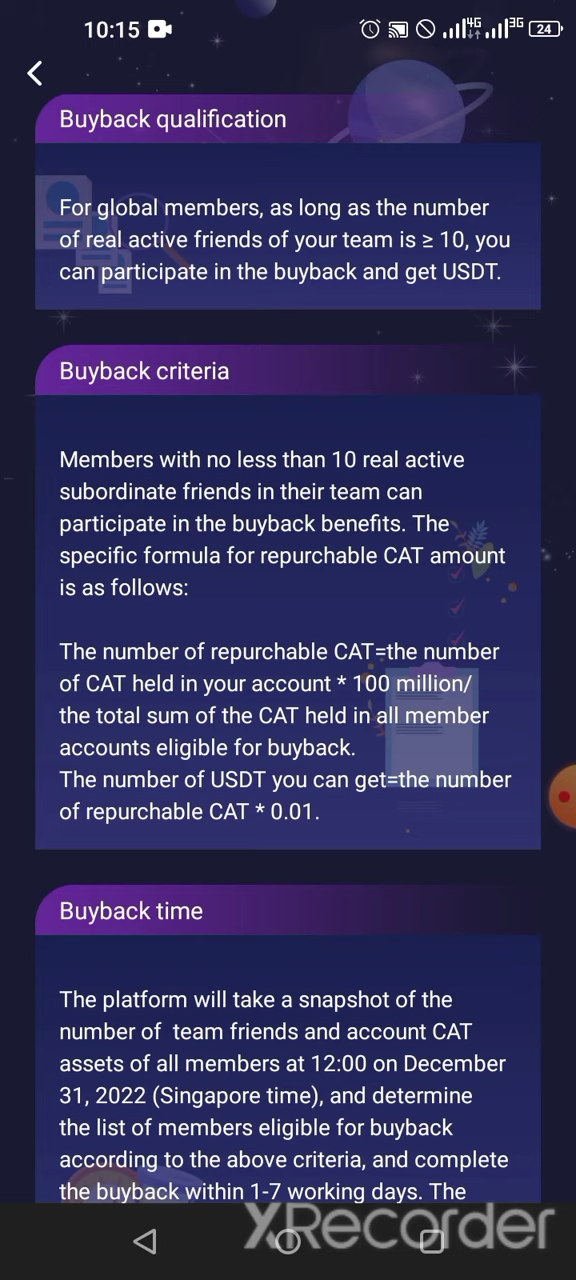 10:15
4G 3G 24
Buyback qualification
For global members, as long as the number
of real active friends of your team is ≥ 10, you
can participate in the buyback and get USDT.
Buyback criteria
Members with no less than 10 real active
subordinate friends in their team can
participate in the buyback benefits. The
specific formula for repurchable CAT amount
is as follows:
The number of repurchable CAT=the number
of CAT held in your account * 100 million/
the total sum of the CAT held in all member
accounts eligible for buyback.
The number of USDT you can get=the number
of repurchable CAT * 0.01.
Buyback time
The platform will take a snapshot of the
number of  team friends and account CAT
assets of all members at 12:00 on December
31, 2022 (Singapore time), and determine
the list of members eligible for buyback
according to the above criteria, and complete
the buyback within 1-7 working days. The
XRecorder